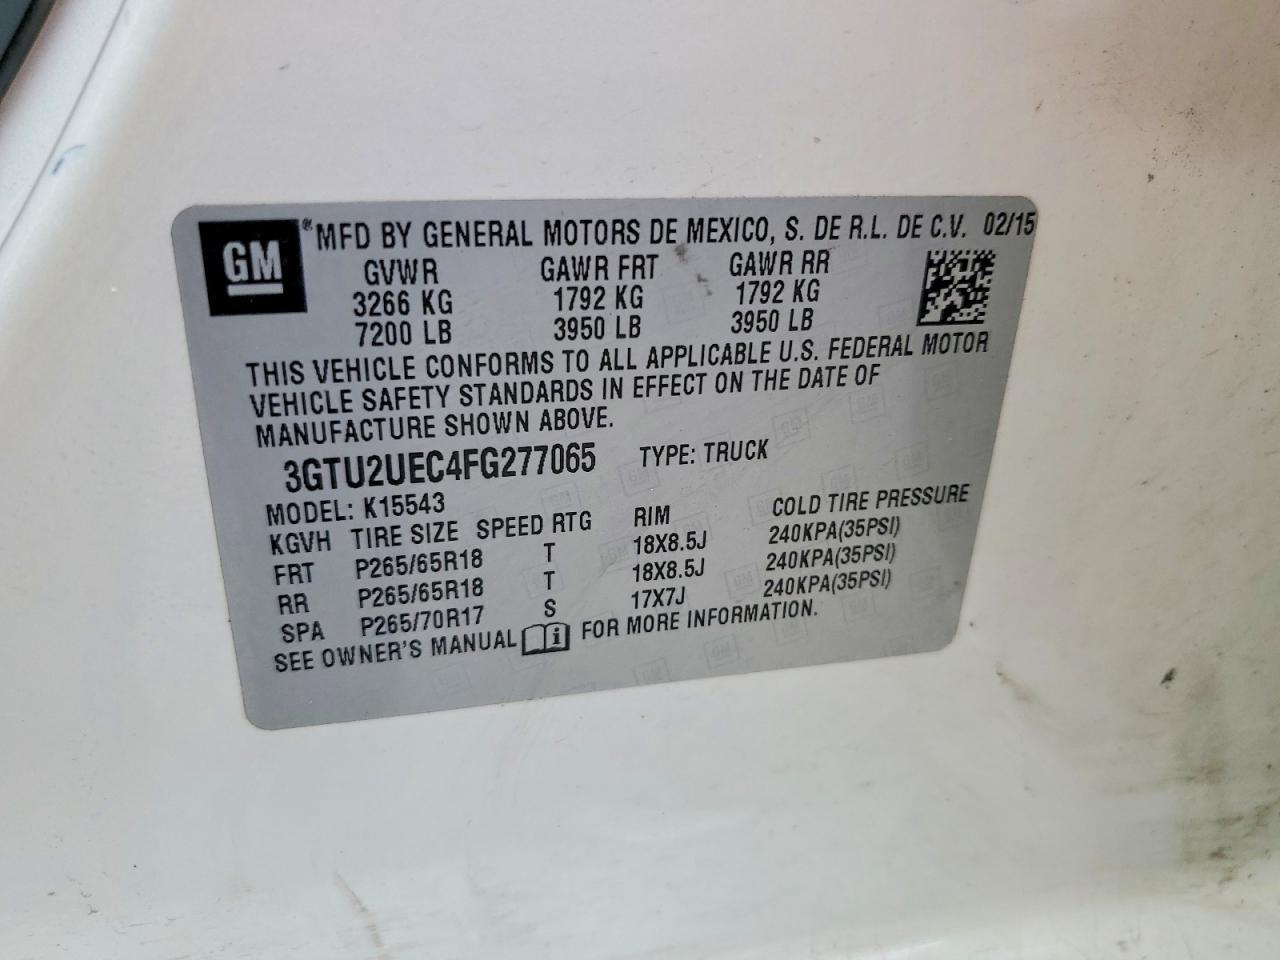 GM ® MFD BY GENERAL MOTORS DE MEXICO, S. DE R.L. DE C.V. 02/15
GVWR GAWR FRT GAWR RR
3266 KG 1792 KG 1792 KG
7200 LB 3950 LB 3950 LB
THIS VEHICLE CONFORMS TO ALL APPLICABLE U.S. FEDERAL MOTOR
VEHICLE SAFETY STANDARDS IN EFFECT ON THE DATE OF
MANUFACTURE SHOWN ABOVE.
3GTU2UEC4FG277065 TYPE: TRUCK
MODEL: K15543
KGVH TIRE SIZE SPEED RTG RIM COLD TIRE PRESSURE
FRT P265/65R18 T 18X8.5J 240KPA(35PSI)
RR P265/65R18 T 18X8.5J 240KPA(35PSI)
SPA P265/70R17 S 17X7J 240KPA(35PSI)
SEE OWNER'S MANUAL i FOR MORE INFORMATION.